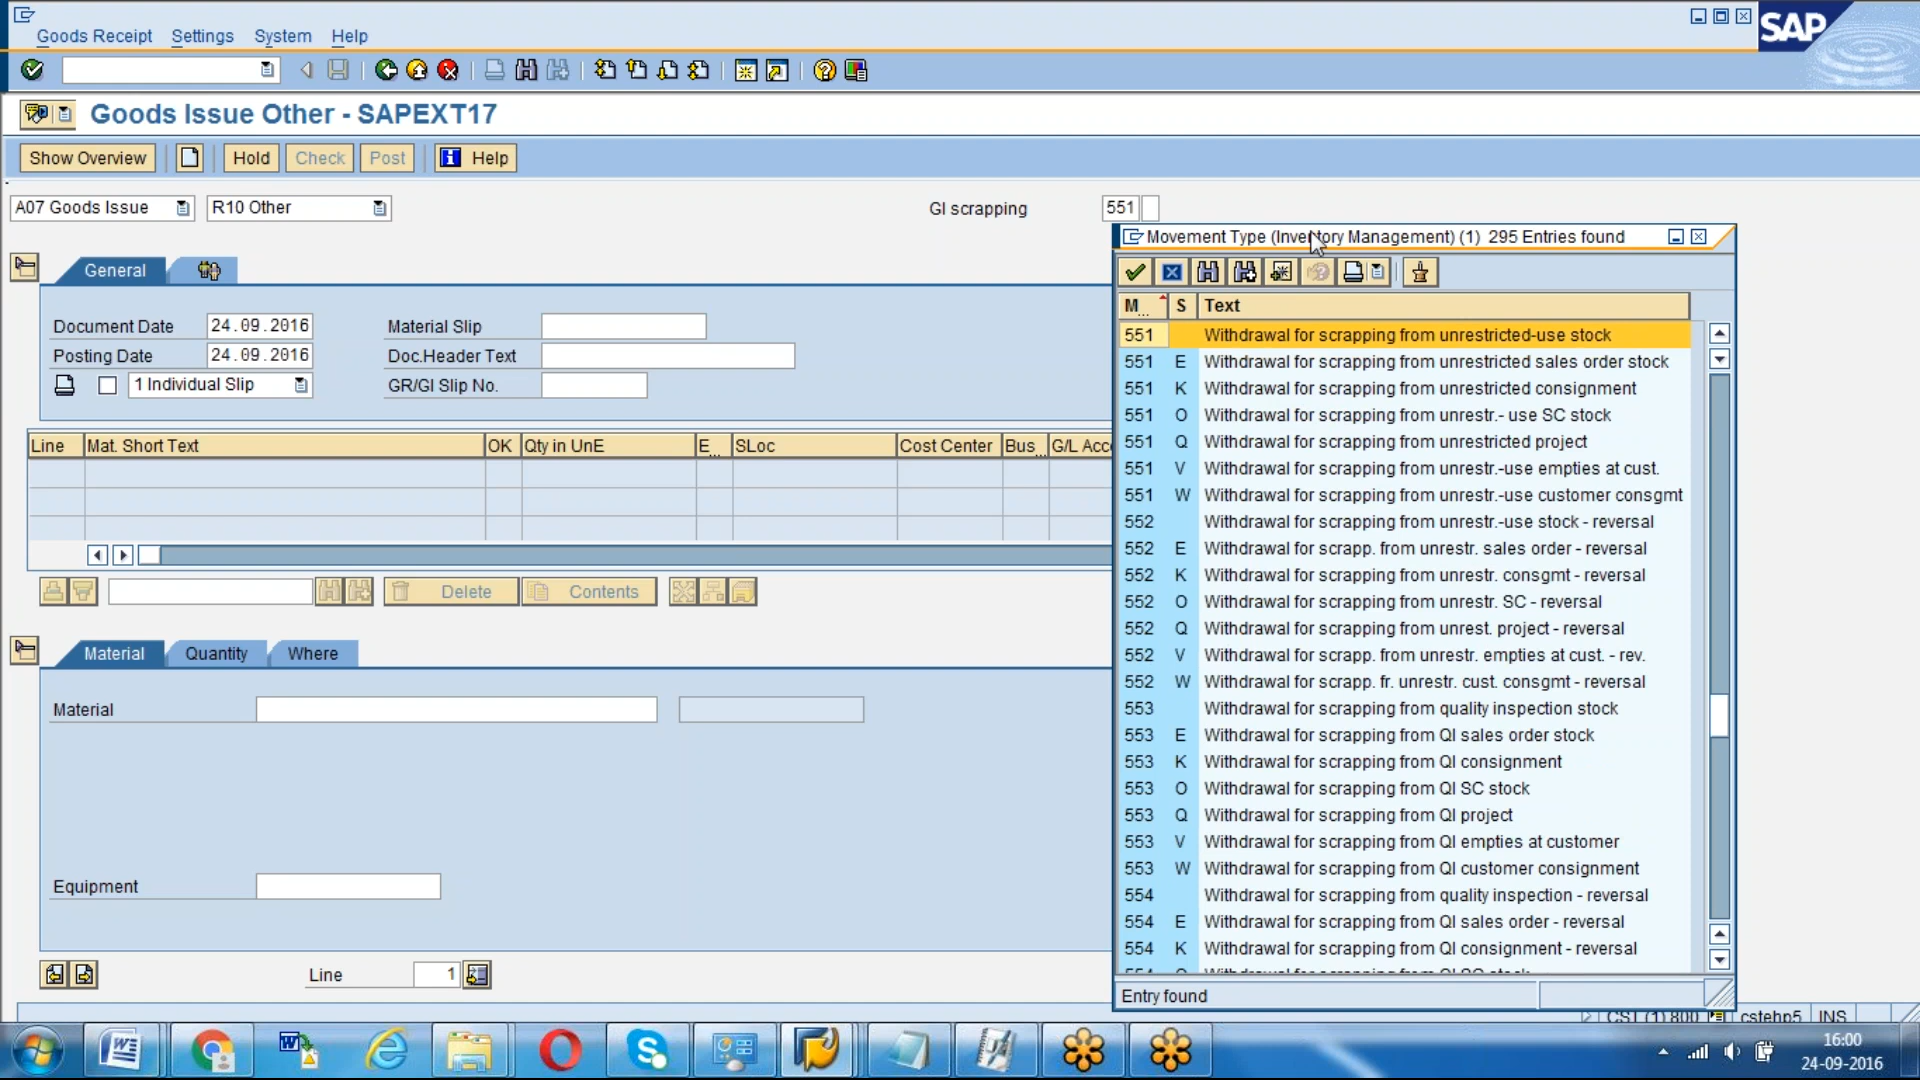 Goods Receipt Settings System Help
SAP
Goods Issue Other - SAPEXT17
Show Overview Hold Check Post Help
A07 Goods Issue R10 Other GI scrapping 551
General
Document Date 24.09.2016 Material Slip
Posting Date 24.09.2016 Doc.Header Text
1 Individual Slip GR/GI Slip No.
Line Mat. Short Text OK Qty in UnE E... SLoc Cost Center Bus... G/L Acc
Delete Contents
Material Quantity Where
Material
Equipment
Line 1
Movement Type (Inventory Management) (1) 295 Entries found
M... S Text
551 Withdrawal for scrapping from unrestricted-use stock
551 E Withdrawal for scrapping from unrestricted sales order stock
551 K Withdrawal for scrapping from unrestricted consignment
551 O Withdrawal for scrapping from unrestr.- use SC stock
551 Q Withdrawal for scrapping from unrestricted project
551 V Withdrawal for scrapping from unrestr.-use empties at cust.
551 W Withdrawal for scrapping from unrestr.-use customer consgmt
552 Withdrawal for scrapping from unrestr.-use stock - reversal
552 E Withdrawal for scrapp. from unrestr. sales order - reversal
552 K Withdrawal for scrapping from unrestr. consgmt - reversal
552 O Withdrawal for scrapping from unrestr. SC - reversal
552 Q Withdrawal for scrapping from unrest. project - reversal
552 V Withdrawal for scrapp. from unrestr. empties at cust. - rev.
552 W Withdrawal for scrapp. fr. unrestr. cust. consgmt - reversal
553 Withdrawal for scrapping from quality inspection stock
553 E Withdrawal for scrapping from QI sales order stock
553 K Withdrawal for scrapping from QI consignment
553 O Withdrawal for scrapping from QI SC stock
553 Q Withdrawal for scrapping from QI project
553 V Withdrawal for scrapping from QI empties at customer
553 W Withdrawal for scrapping from QI customer consignment
554 Withdrawal for scrapping from quality inspection - reversal
554 E Withdrawal for scrapping from QI sales order - reversal
554 K Withdrawal for scrapping from QI consignment - reversal
Entry found
CST (1) 800 cstehp5 INS
16:00
24-09-2016